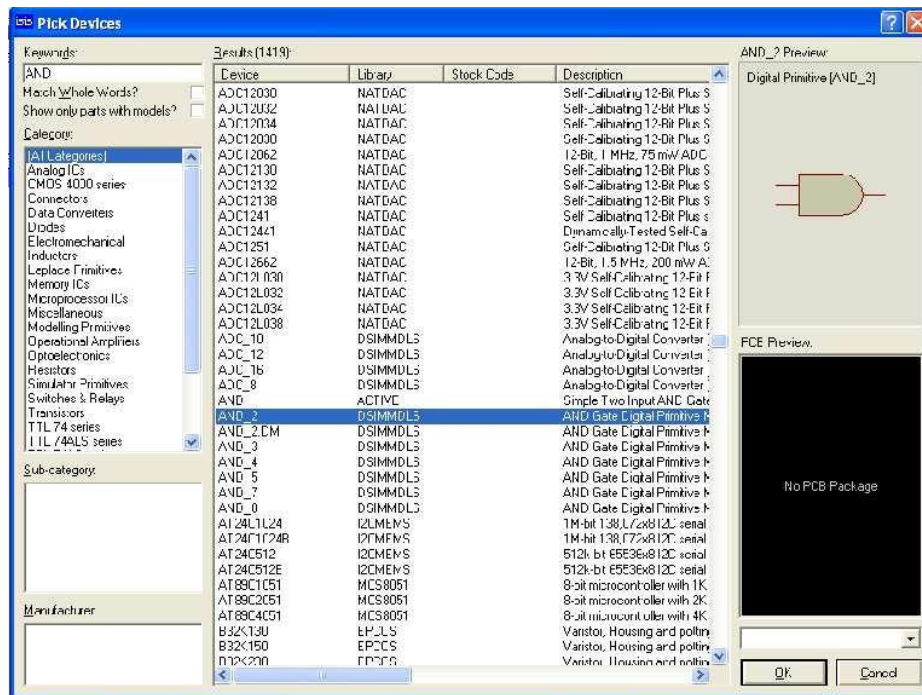 isis Pick Devices
Keywords:
AND
Match Whole Words?
Show only parts with models?
Category:
(All Categories)
Analog ICs
CMOS 4000 series
Connectors
Data Converters
Diodes
Electromechanical
Inductors
Laplace Primitives
Memory ICs
Microprocessor ICs
Miscellaneous
Modelling Primitives
Operational Amplifiers
Optoelectronics
Resistors
Simulator Primitives
Switches & Relays
Transistors
TTL 74 series
TTL 74ALS series
Sub-category:
Manufacturer
Results (1419):
Device Library Stock Code Description
ADC12030 NATDAC Self-Calibrating 12-Bit Plus S
ADC12032 NATDAC Self-Calibrating 12-Bit Plus S
ADC12034 NATDAC Self-Calibrating 12-Bit Plus S
NATDAC Self-Calibrating 12-Bit Plus S
ADC12062 NATDAC 12-Bit, 1 MHz, 75 mW ADC
ADC12130 NATDAC Self-Calibrating 12-Bit Plus S
ADC12132 NATDAC Self-Calibrating 12-Bit Plus S
ADC12138 NATDAC Self-Calibrating 12-Bit Plus S
ADC1241 NATDAC Self-Calibrating 12-Bit Plus s
ADC12441 NATDAC Dynamically-Tested Self-Ca
ADC1251 NATDAC Self-Calibrating 12-Bit Plus S
ADC12662 NATDAC 12-Bit, 1.5 MHz, 200 mW A
ADC12L030 NATDAC 3.3V Self-Calibrating 12-Bit F
ADC12L032 NATDAC 3.3V Self-Calibrating 12-Bit F
ADC12L034 NATDAC 3.3V Self-Calibrating 12-Bit F
ADC12L038 NATDAC 3.3V Self-Calibrating 12-Bit F
ADC_10 DSIMMDLS Analog-to-Digital Converter
ADC_12 DSIMMDLS Analog-to-Digital Converter
ADC_16 DSIMMDLS Analog-to-Digital Converter
ADC_8 DSIMMDLS Analog-to-Digital Converter
AND ACTIVE Simple Two Input AND Gate
AND_2 DSIMMDLS AND Gate Digital Primitive M
DSIMMDLS AND Gate Digital Primitive M
AND_3 DSIMMDLS AND Gate Digital Primitive M
AND_4 DSIMMDLS AND Gate Digital Primitive M
AND_5 DSIMMDLS AND Gate Digital Primitive M
DSIMMDLS AND Gate Digital Primitive M
DSIMMDLS AND Gate Digital Primitive M
AT24C1024 I2CMEMS 1M-bit 138,072x8 I2C serial
AT24C1024B I2CMEMS 1M-bit 138,072x8 I2C serial
AT24C512 I2CMEMS 512k-bit 65536x8 I2C serial
I2CMEMS 512k-bit 65536x8 I2C serial
AT89C1051 MCS8051 8-bit microcontroller with 1K
AT89C2051 MCS8051 8-bit microcontroller with 2K
AT89C4051 MCS8051 8-bit microcontroller with 4K
B32K130 EPCOS Varistor, Housing and potting
B32K150 EPCOS Varistor, Housing and potting
EPCOS Varistor, Housing and potting
AND_2 Preview:
Digital Primitive [AND_2]
PCB Preview:
No PCB Package
OK Cancel